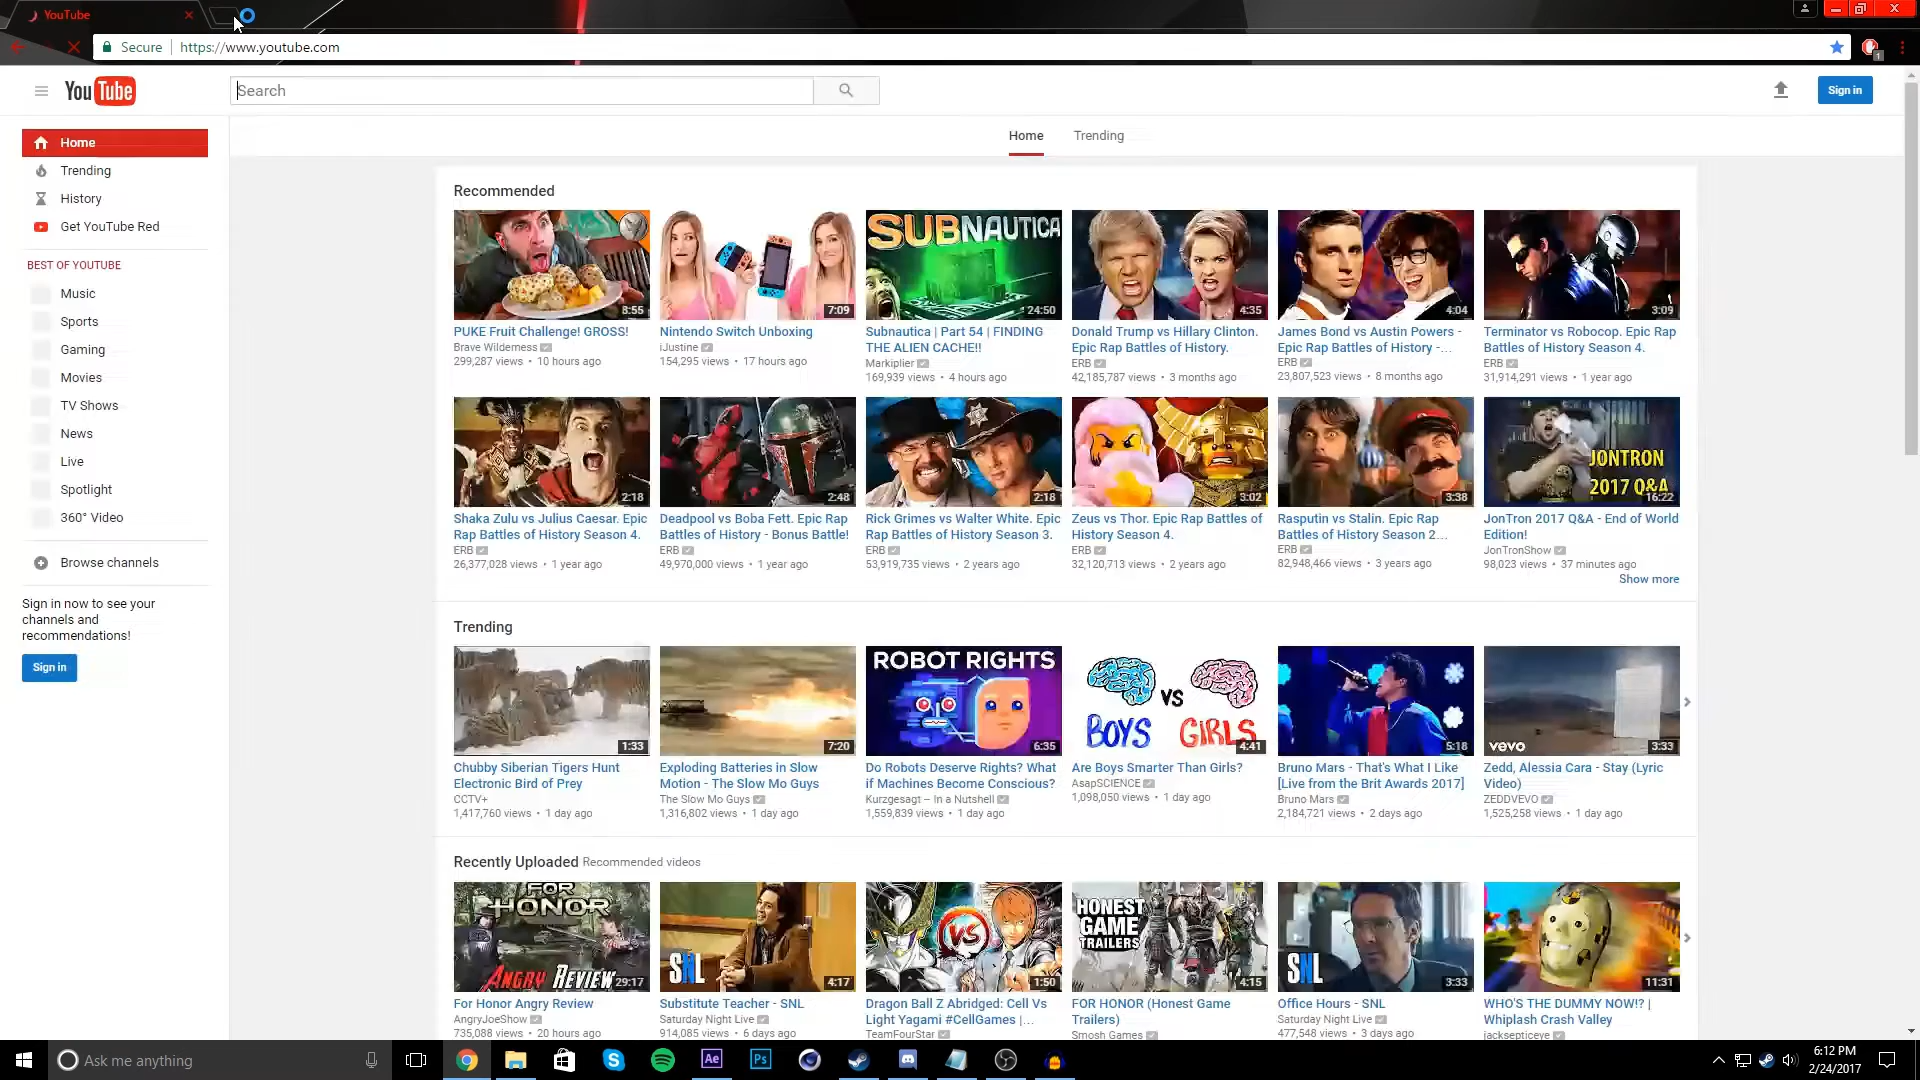 YouTube
Secure https://www.youtube.com
1
YouTube
Search
Sign in
Home
Trending
History
Get YouTube Red
BEST OF YOUTUBE
Music
Sports
Gaming
Movies
TV Shows
News
Live
Spotlight
360° Video
Browse channels
Sign in now to see your
channels and
recommendations!
Sign in
Home Trending
Recommended
8:55
PUKE Fruit Challenge! GROSS!
Brave Wilderness
299,287 views • 10 hours ago
7:09
Nintendo Switch Unboxing
iJustine
154,295 views • 17 hours ago
SUBNAUTICA
24:50
Subnautica | Part 54 | FINDING
THE ALIEN CACHE!!
Markiplier
169,939 views • 4 hours ago
4:35
Donald Trump vs Hillary Clinton.
Epic Rap Battles of History.
ERB
42,185,787 views • 3 months ago
4:04
James Bond vs Austin Powers -
Epic Rap Battles of History -...
ERB
23,807,523 views • 8 months ago
3:09
Terminator vs Robocop. Epic Rap
Battles of History Season 4.
ERB
31,914,291 views • 1 year ago
2:18
Shaka Zulu vs Julius Caesar. Epic
Rap Battles of History Season 4.
ERB
26,377,028 views • 1 year ago
2:48
Deadpool vs Boba Fett. Epic Rap
Battles of History - Bonus Battle!
ERB
49,970,000 views • 1 year ago
2:18
Rick Grimes vs Walter White. Epic
Rap Battles of History Season 3.
ERB
53,919,735 views • 2 years ago
3:02
Zeus vs Thor. Epic Rap Battles of
History Season 4.
ERB
32,120,713 views • 2 years ago
3:38
Rasputin vs Stalin. Epic Rap
Battles of History Season 2...
ERB
82,948,466 views • 3 years ago
JONTRON
2017 Q&A
16:22
JonTron 2017 Q&A - End of World
Edition!
JonTronShow
98,023 views • 37 minutes ago
Show more
Trending
1:33
Chubby Siberian Tigers Hunt
Electronic Bird of Prey
CCTV+
1,417,760 views • 1 day ago
7:20
Exploding Batteries in Slow
Motion - The Slow Mo Guys
The Slow Mo Guys
1,316,802 views • 1 day ago
ROBOT RIGHTS
6:35
Do Robots Deserve Rights? What
if Machines Become Conscious?
Kurzgesagt – In a Nutshell
1,559,839 views • 1 day ago
VS
BOYS GIRLS
4:41
Are Boys Smarter Than Girls?
AsapSCIENCE
1,098,050 views • 1 day ago
5:18
Bruno Mars - That's What I Like
[Live from the Brit Awards 2017]
Bruno Mars
2,184,721 views • 2 days ago
vevo
3:33
Zedd, Alessia Cara - Stay (Lyric
Video)
ZEDDVEVO
1,525,258 views • 1 day ago
Recently Uploaded Recommended videos
FOR
HONOR
ANGRY REVIEW
29:17
For Honor Angry Review
AngryJoeShow
735,088 views • 20 hours ago
SNL
4:17
Substitute Teacher - SNL
Saturday Night Live
914,085 views • 6 days ago
VS
1:50
Dragon Ball Z Abridged: Cell Vs
Light Yagami #CellGames |...
TeamFourStar
HONEST
GAME
TRAILERS
4:15
FOR HONOR (Honest Game
Trailers)
Smosh Games
SNL
3:33
Office Hours - SNL
Saturday Night Live
477,548 views • 3 days ago
11:31
WHO'S THE DUMMY NOW!? |
Whiplash Crash Valley
jacksepticeye
Ask me anything
Ae
Ps
6:12 PM
2/24/2017